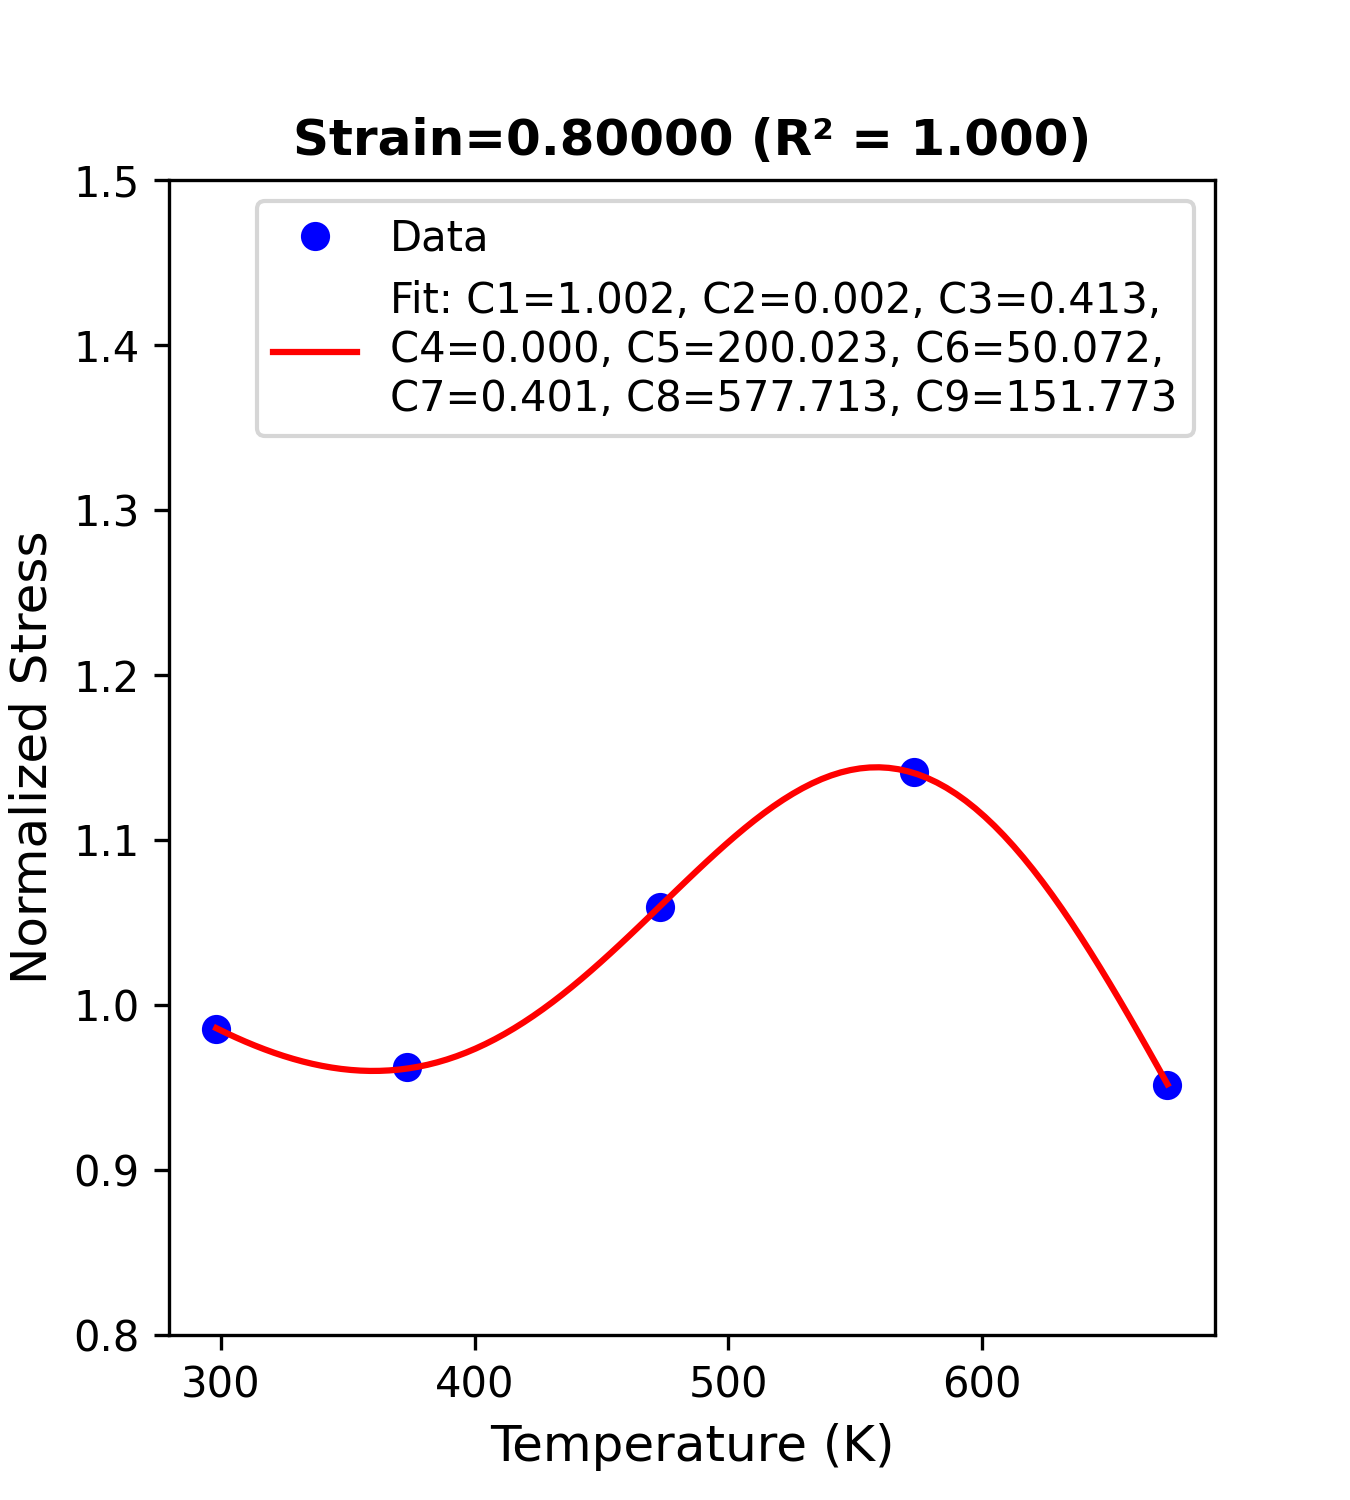 Strain=0.80000 (R² = 1.000)
Data
Fit: C1=1.002, C2=0.002, C3=0.413,
C4=0.000, C5=200.023, C6=50.072,
C7=0.401, C8=577.713, C9=151.773
1.5
1.4
1.3
1.2
1.1
1.0
0.9
0.8
Normalized Stress
300 400 500 600
Temperature (K)